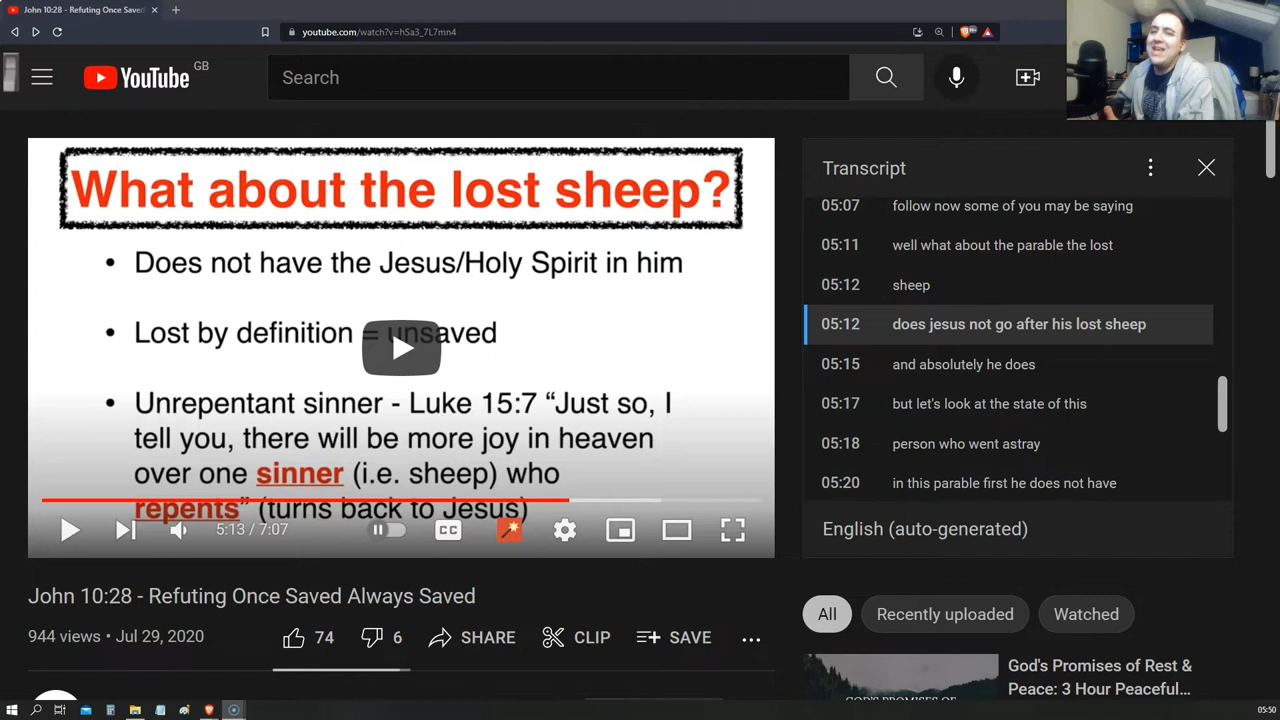 John 10:28 - Refuting Once Saved
youtube.com/watch?v=hSa3_7L7mn4
YouTube GB
Search
What about the lost sheep?
• Does not have the Jesus/Holy Spirit in him
• Lost by definition = unsaved
• Unrepentant sinner - Luke 15:7 “Just so, I
tell you, there will be more joy in heaven
over one sinner (i.e. sheep) who
repents” (turns back to Jesus)
5:13 / 7:07
CC
Transcript
05:07 follow now some of you may be saying
05:11 well what about the parable the lost
05:12 sheep
05:12 does jesus not go after his lost sheep
05:15 and absolutely he does
05:17 but let's look at the state of this
05:18 person who went astray
05:20 in this parable first he does not have
English (auto-generated)
John 10:28 - Refuting Once Saved Always Saved
944 views • Jul 29, 2020
74
6
SHARE
CLIP
SAVE
All
Recently uploaded
Watched
God's Promises of Rest &
Peace: 3 Hour Peaceful...
GOD'S PROMISES OF
05:50